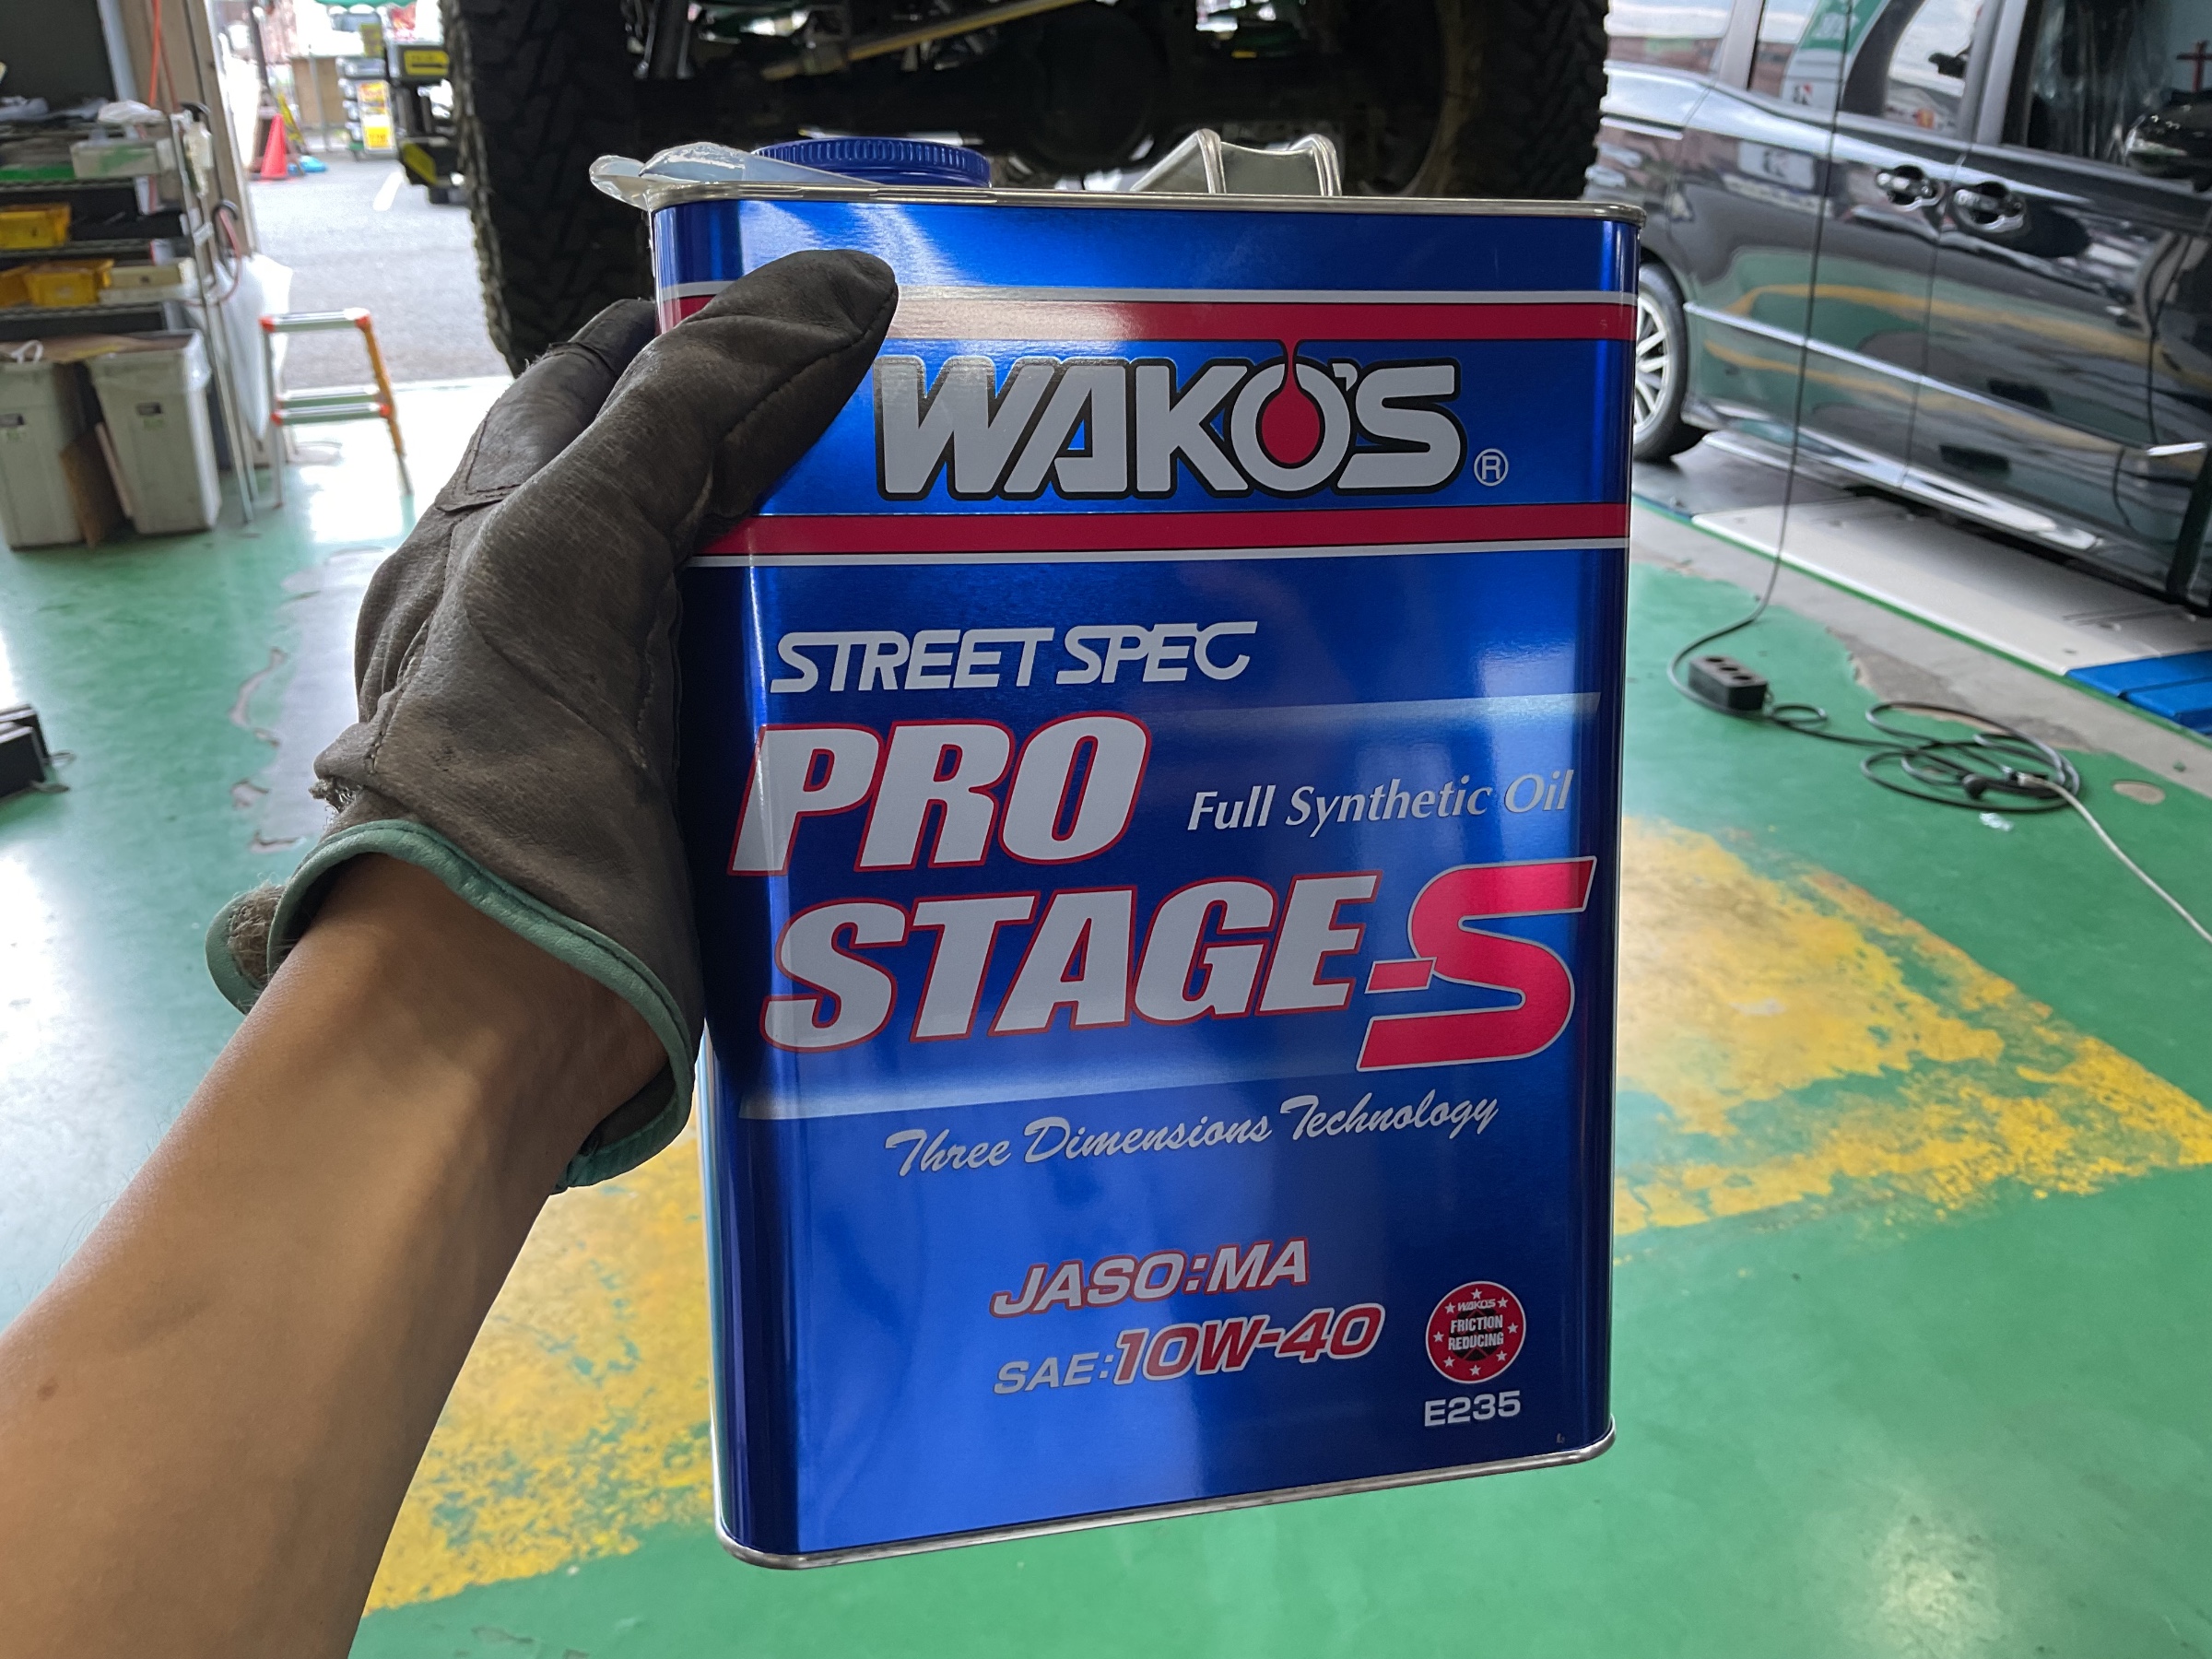 WAKO'S®
STREET SPEC
PRO
Full Synthetic Oil
STAGE-S
Three Dimensions Technology
JASO:MA
SAE:10W-40
WAKO'S
FRICTION
REDUCING
E235